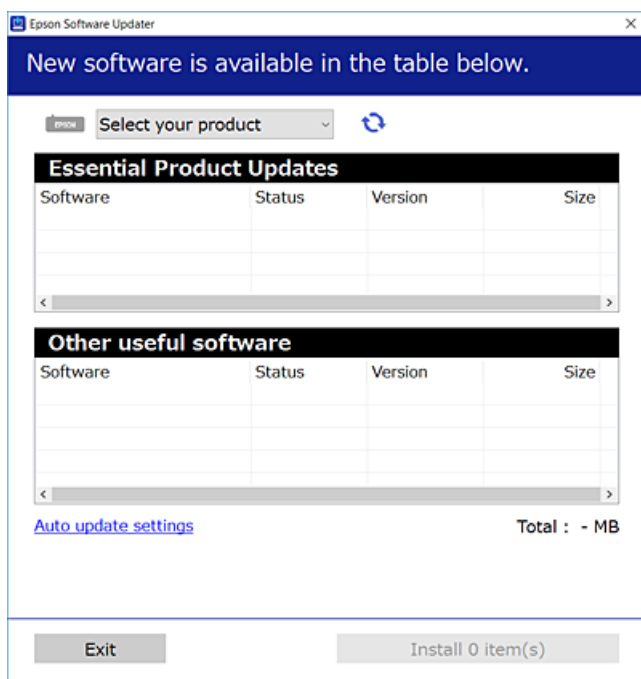 Epson Software Updater
New software is available in the table below.
EPSON Select your product
Essential Product Updates
Software Status Version Size
Other useful software
Software Status Version Size
Auto update settings Total : - MB
Exit Install 0 item(s)